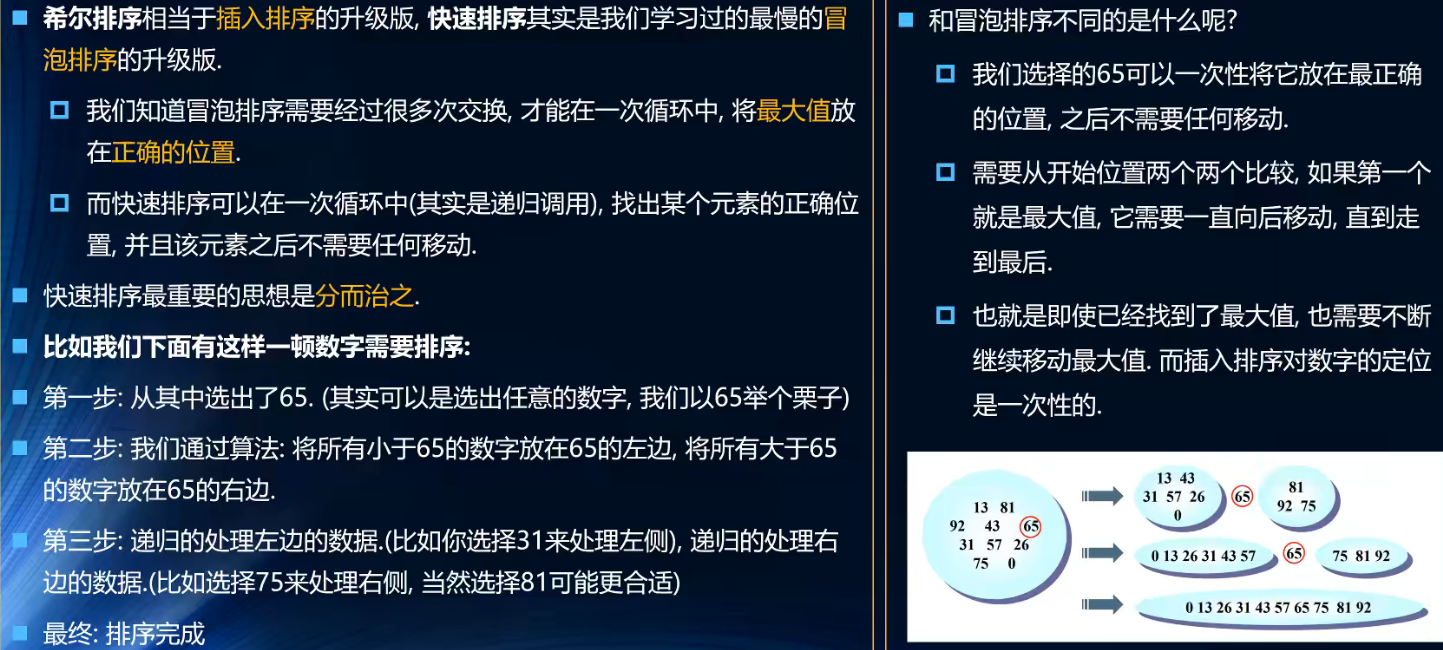 希尔排序相当于插入排序的升级版, 快速排序其实是我们学习过的最慢的冒
泡排序的升级版.
我们知道冒泡排序需要经过很多次交换, 才能在一次循环中, 将最大值放
在正确的位置.
而快速排序可以在一次循环中(其实是递归调用), 找出某个元素的正确位
置, 并且该元素之后不需要任何移动.
快速排序最重要的思想是分而治之.
比如我们下面有这样一顿数字需要排序:
第一步: 从其中选出了65. (其实可以是选出任意的数字, 我们以65举个栗子)
第二步: 我们通过算法: 将所有小于65的数字放在65的左边, 将所有大于65
的数字放在65的右边.
第三步: 递归的处理左边的数据.(比如你选择31来处理左侧), 递归的处理右
边的数据.(比如选择75来处理右侧, 当然选择81可能更合适)
最终: 排序完成
和冒泡排序不同的是什么呢?
我们选择的65可以一次性将它放在最正确
的位置, 之后不需要任何移动.
需要从开始位置两个两个比较, 如果第一个
就是最大值, 它需要一直向后移动, 直到走
到最后.
也就是即使已经找到了最大值, 也需要不断
继续移动最大值. 而插入排序对数字的定位
是一次性的.
13 81
92 43 65
31 57 26
75 0
13 43
31 57 26
0
65
81
92 75
0 13 26 31 43 57
65
75 81 92
0 13 26 31 43 57 65 75 81 92